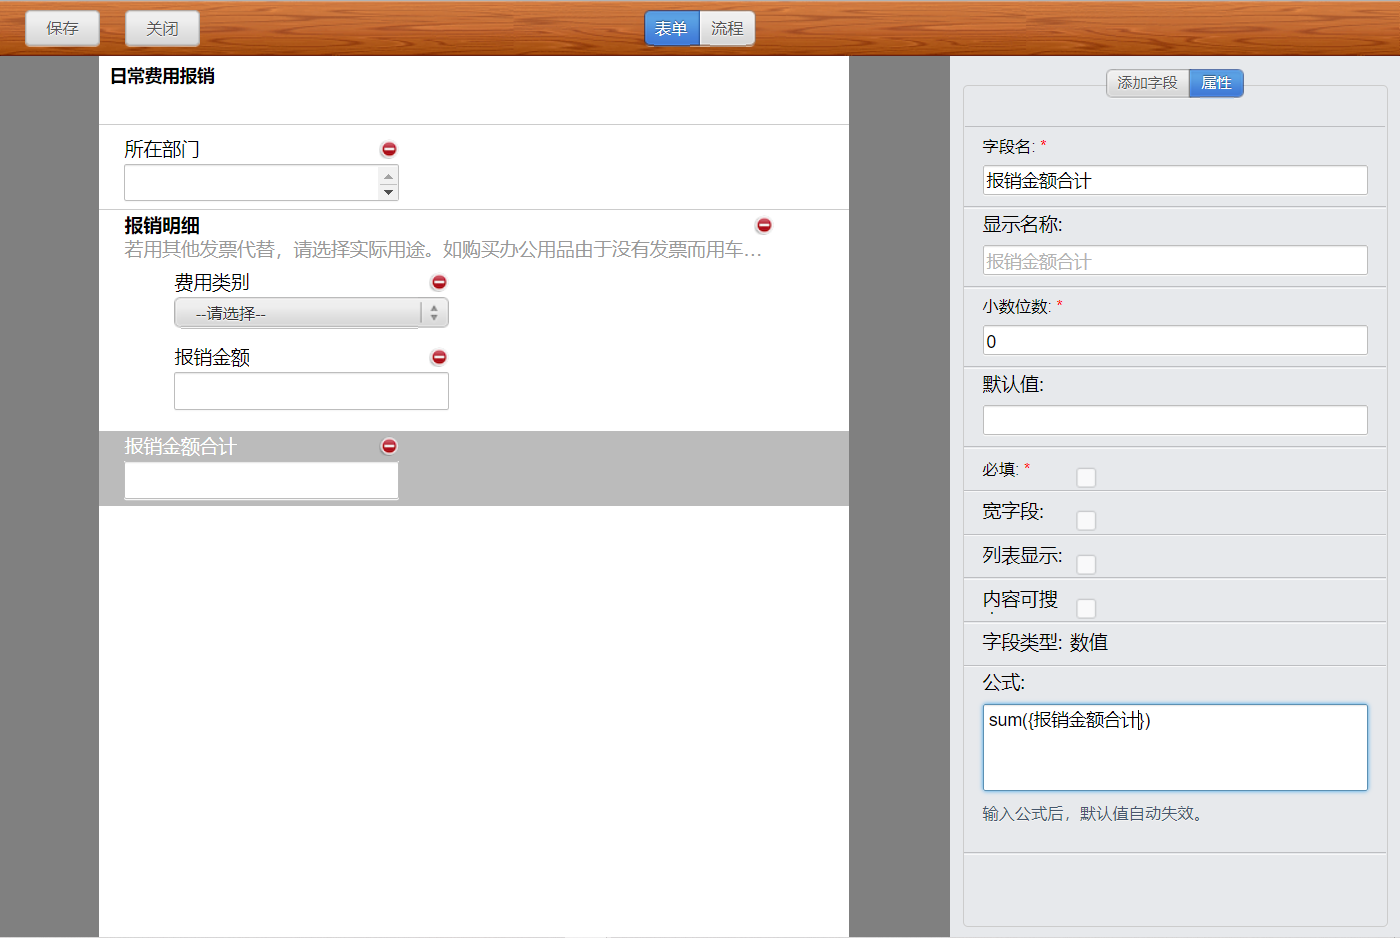 保存
关闭
表单
流程
日常费用报销
所在部门
报销明细
若用其他发票代替，请选择实际用途。如购买办公用品由于没有发票而用车...
费用类别
--请选择--
报销金额
报销金额合计
添加字段
属性
字段名: *
报销金额合计
显示名称:
报销金额合计
小数位数: *
0
默认值:
必填: *
宽字段:
列表显示:
内容可搜
字段类型: 数值
公式:
sum({报销金额合计})
输入公式后，默认值自动失效。